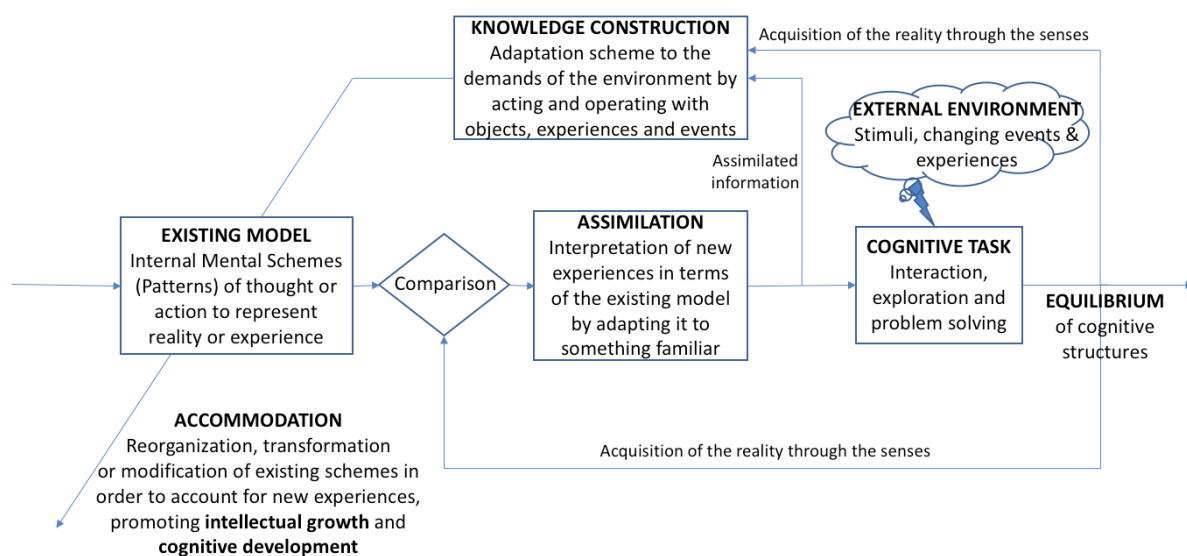 KNOWLEDGE CONSTRUCTION
Adaptation scheme to the
demands of the environment by
acting and operating with
objects, experiences and events
Acquisition of the reality through the senses
EXTERNAL ENVIRONMENT
Stimuli, changing events &
experiences
Assimilated
information
EXISTING MODEL
Internal Mental Schemes
(Patterns) of thought or
action to represent
reality or experience
Comparison
ASSIMILATION
Interpretation of new
experiences in terms
of the existing model
by adapting it to
something familiar
COGNITIVE TASK
Interaction,
exploration and
problem solving
EQUILIBRIUM
of cognitive
structures
ACCOMMODATION
Reorganization, transformation
or modification of existing schemes in
order to account for new experiences,
promoting intellectual growth and
cognitive development
Acquisition of the reality through the senses